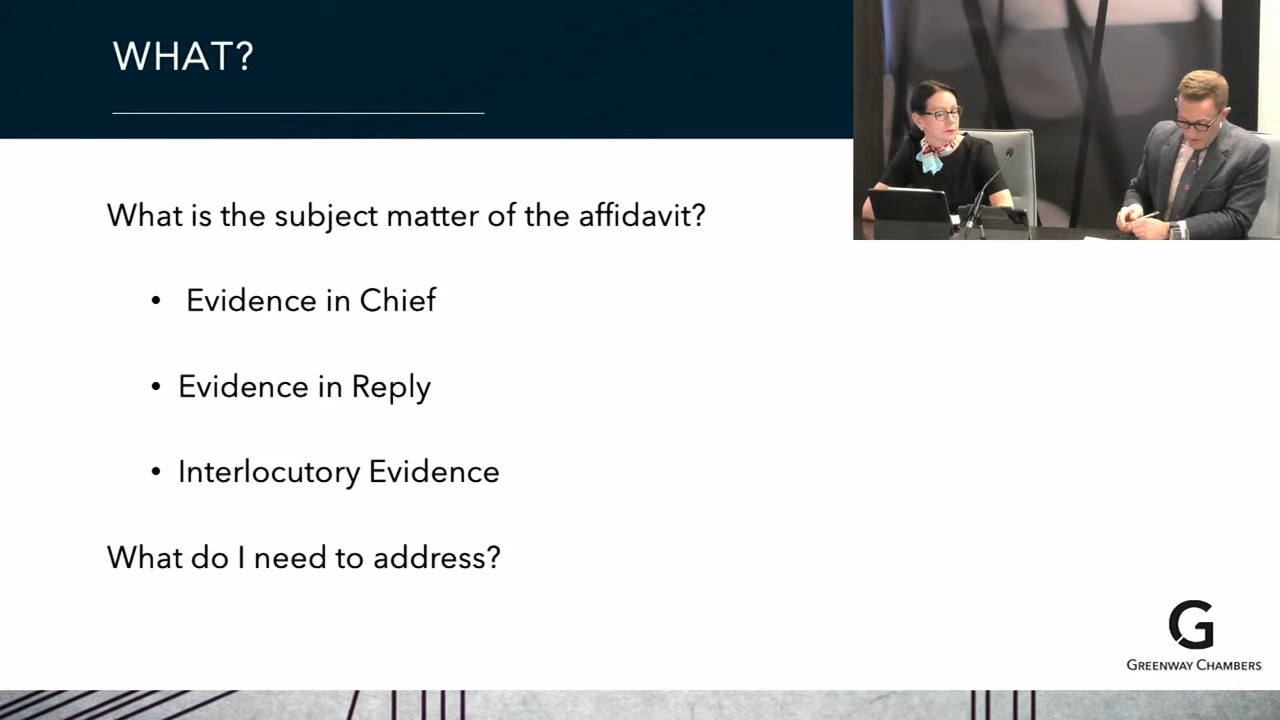 WHAT?
What is the subject matter of the affidavit?
• Evidence in Chief
• Evidence in Reply
• Interlocutory Evidence
What do I need to address?
G
GREENWAY CHAMBERS